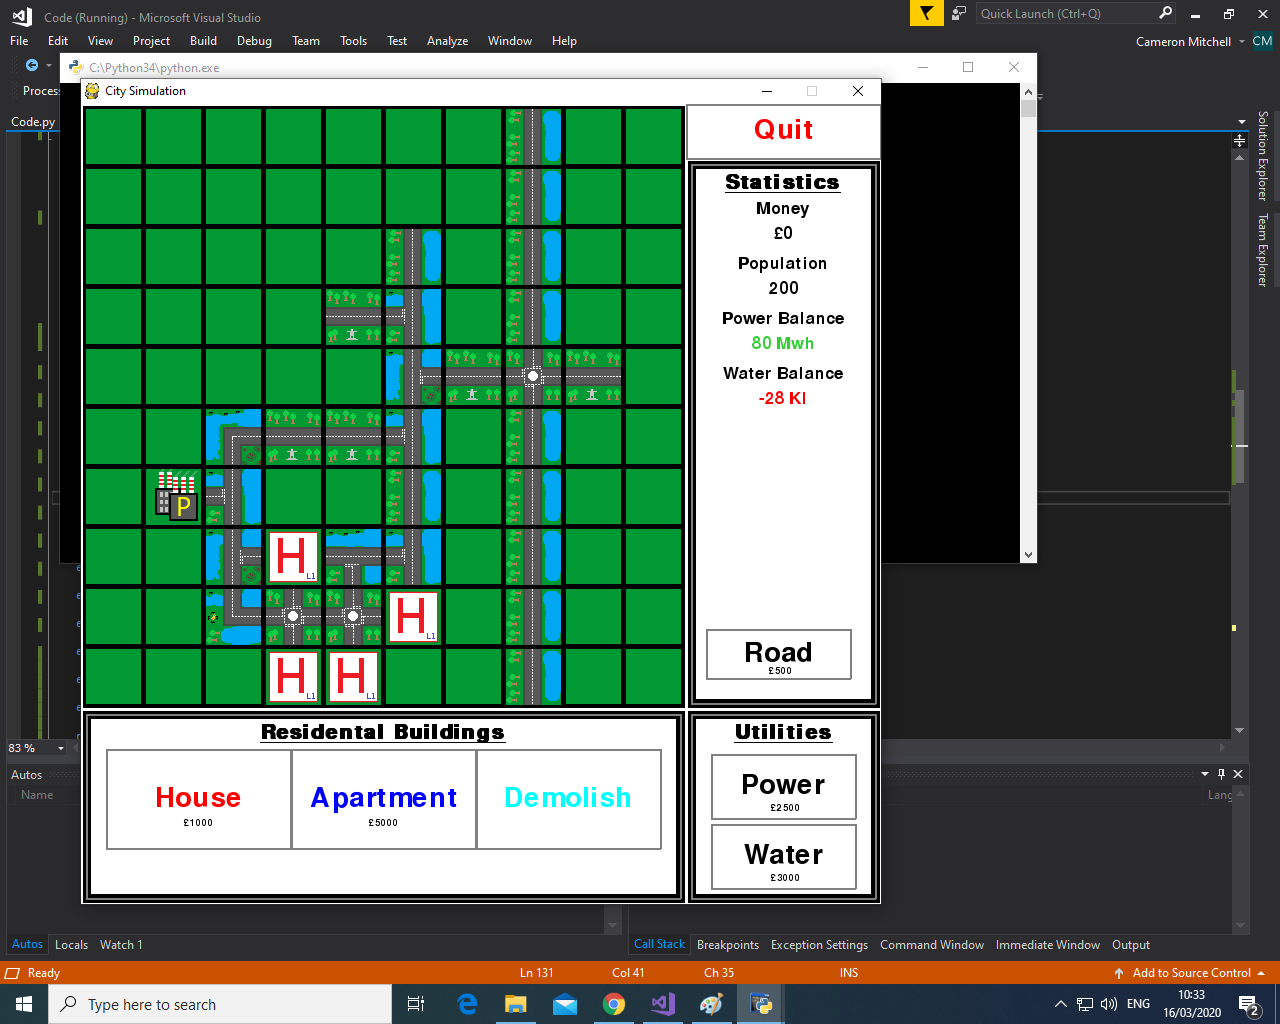 Code (Running) - Microsoft Visual Studio
Quick Launch (Ctrl+Q)
File Edit View Project Build Debug Team Tools Test Analyze Window Help
Cameron Mitchell CM
C:\Python34\python.exe
Proces
City Simulation
Code.py
Solution Explorer
Team Explorer
Quit
Statistics
Money
£0
Population
200
Power Balance
80 Mwh
Water Balance
-28 Kl
P
H
L1
H
L1
H
L1
H
L1
Road
£500
Residental Buildings
House
£1000
Apartment
£5000
Demolish
Utilities
Power
£2500
Water
£3000
83 %
Autos
Name
Lang
Autos Locals Watch 1
Call Stack Breakpoints Exception Settings Command Window Immediate Window Output
Ready
Ln 131 Col 41 Ch 35 INS
Add to Source Control
Type here to search
ENG
10:33
16/03/2020
2